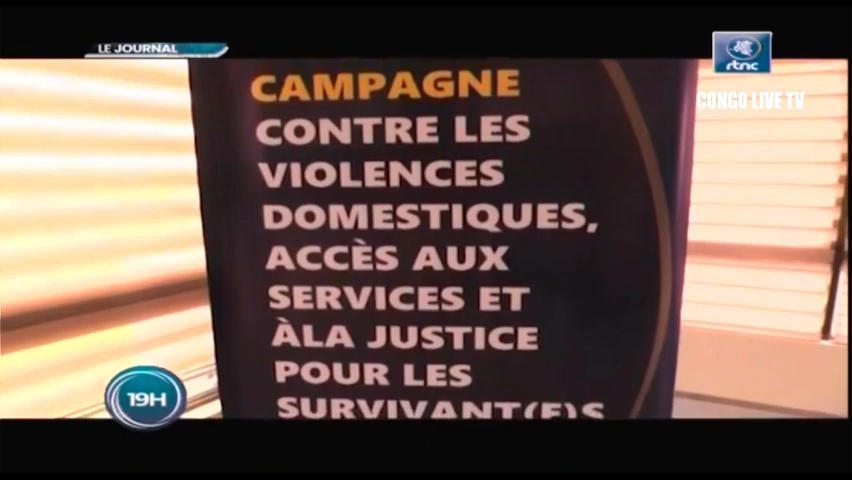 LE JOURNAL
rtnc
CONGO LIVE TV
CAMPAGNE
CONTRE LES
VIOLENCES
DOMESTIQUES,
ACCÈS AUX
SERVICES ET
ÀLA JUSTICE
POUR LES
SURVIVANT(E)S
19H